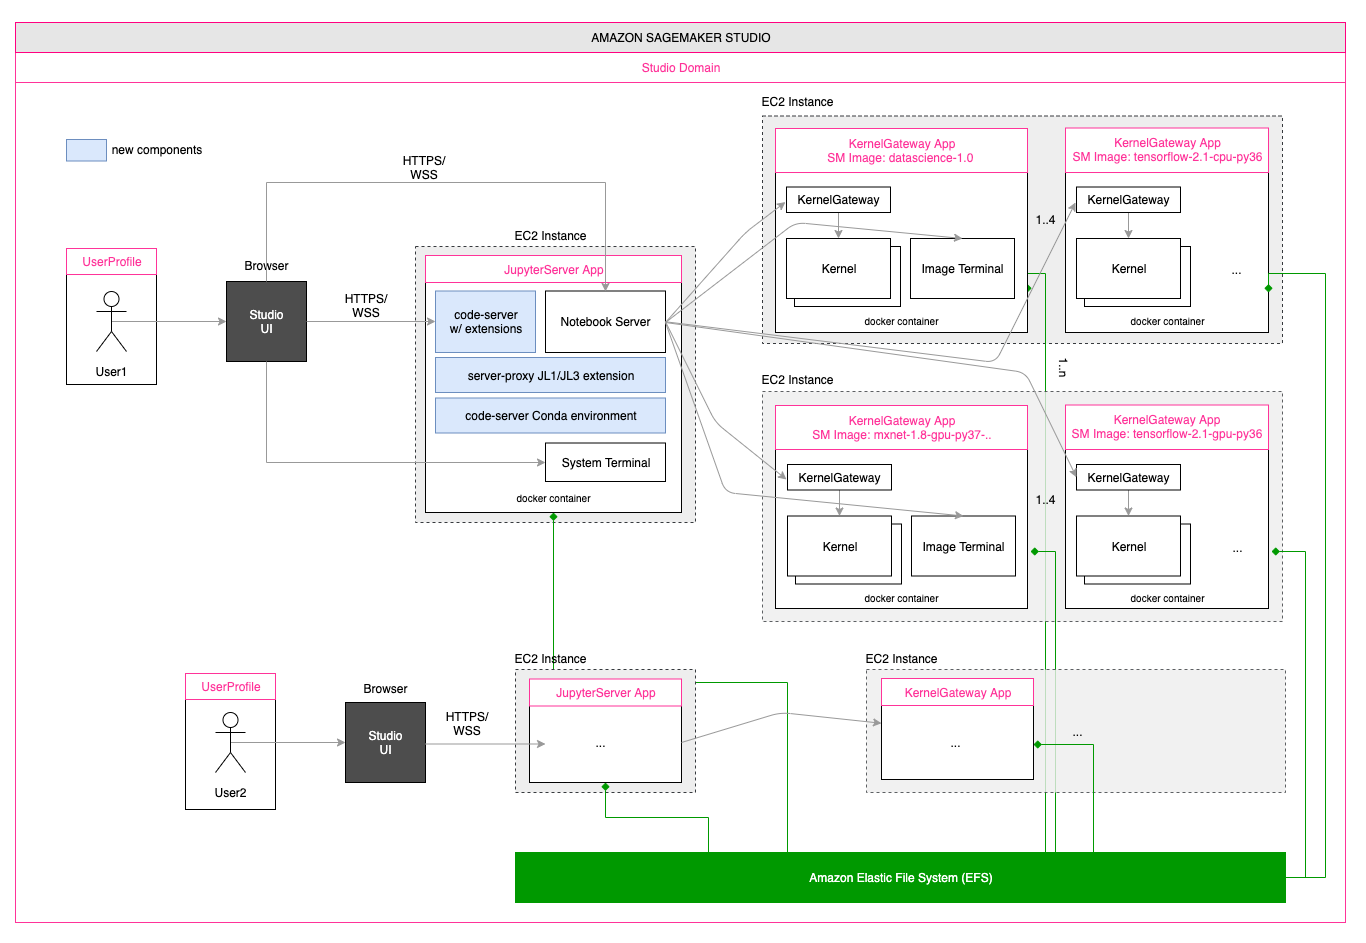 AMAZON SAGEMAKER STUDIO
Studio Domain
new components
HTTPS/
WSS
UserProfile
User1
Browser
Studio
UI
HTTPS/
WSS
EC2 Instance
JupyterServer App
code-server
w/ extensions
Notebook Server
server-proxy JL1/JL3 extension
code-server Conda environment
System Terminal
docker container
EC2 Instance
KernelGateway App
SM Image: datascience-1.0
KernelGateway
Kernel
Image Terminal
docker container
1..4
KernelGateway App
SM Image: tensorflow-2.1-cpu-py36
KernelGateway
Kernel
...
docker container
1..n
EC2 Instance
KernelGateway App
SM Image: mxnet-1.8-gpu-py37-..
KernelGateway
Kernel
Image Terminal
docker container
1..4
KernelGateway App
SM Image: tensorflow-2.1-gpu-py36
KernelGateway
Kernel
...
docker container
UserProfile
User2
Browser
Studio
UI
HTTPS/
WSS
EC2 Instance
JupyterServer App
...
EC2 Instance
KernelGateway App
...
...
Amazon Elastic File System (EFS)